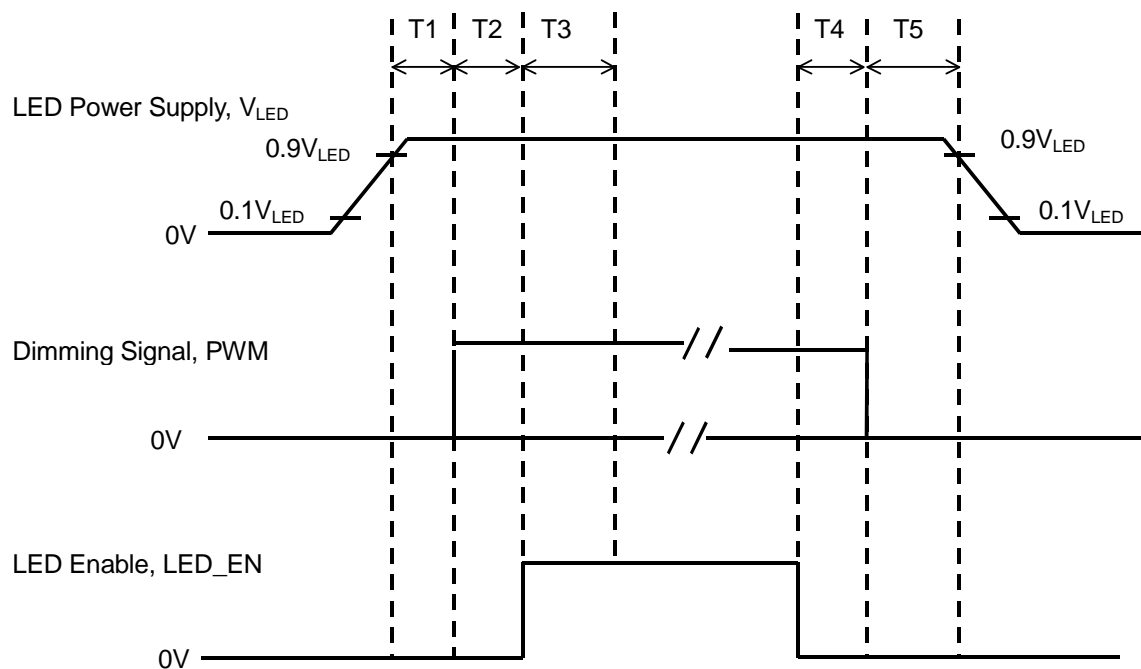 T1 T2 T3 T4 T5
LED Power Supply, VLED
0.9VLED 0.9VLED
0.1VLED 0.1VLED
0V
Dimming Signal, PWM
0V
LED Enable, LED_EN
0V